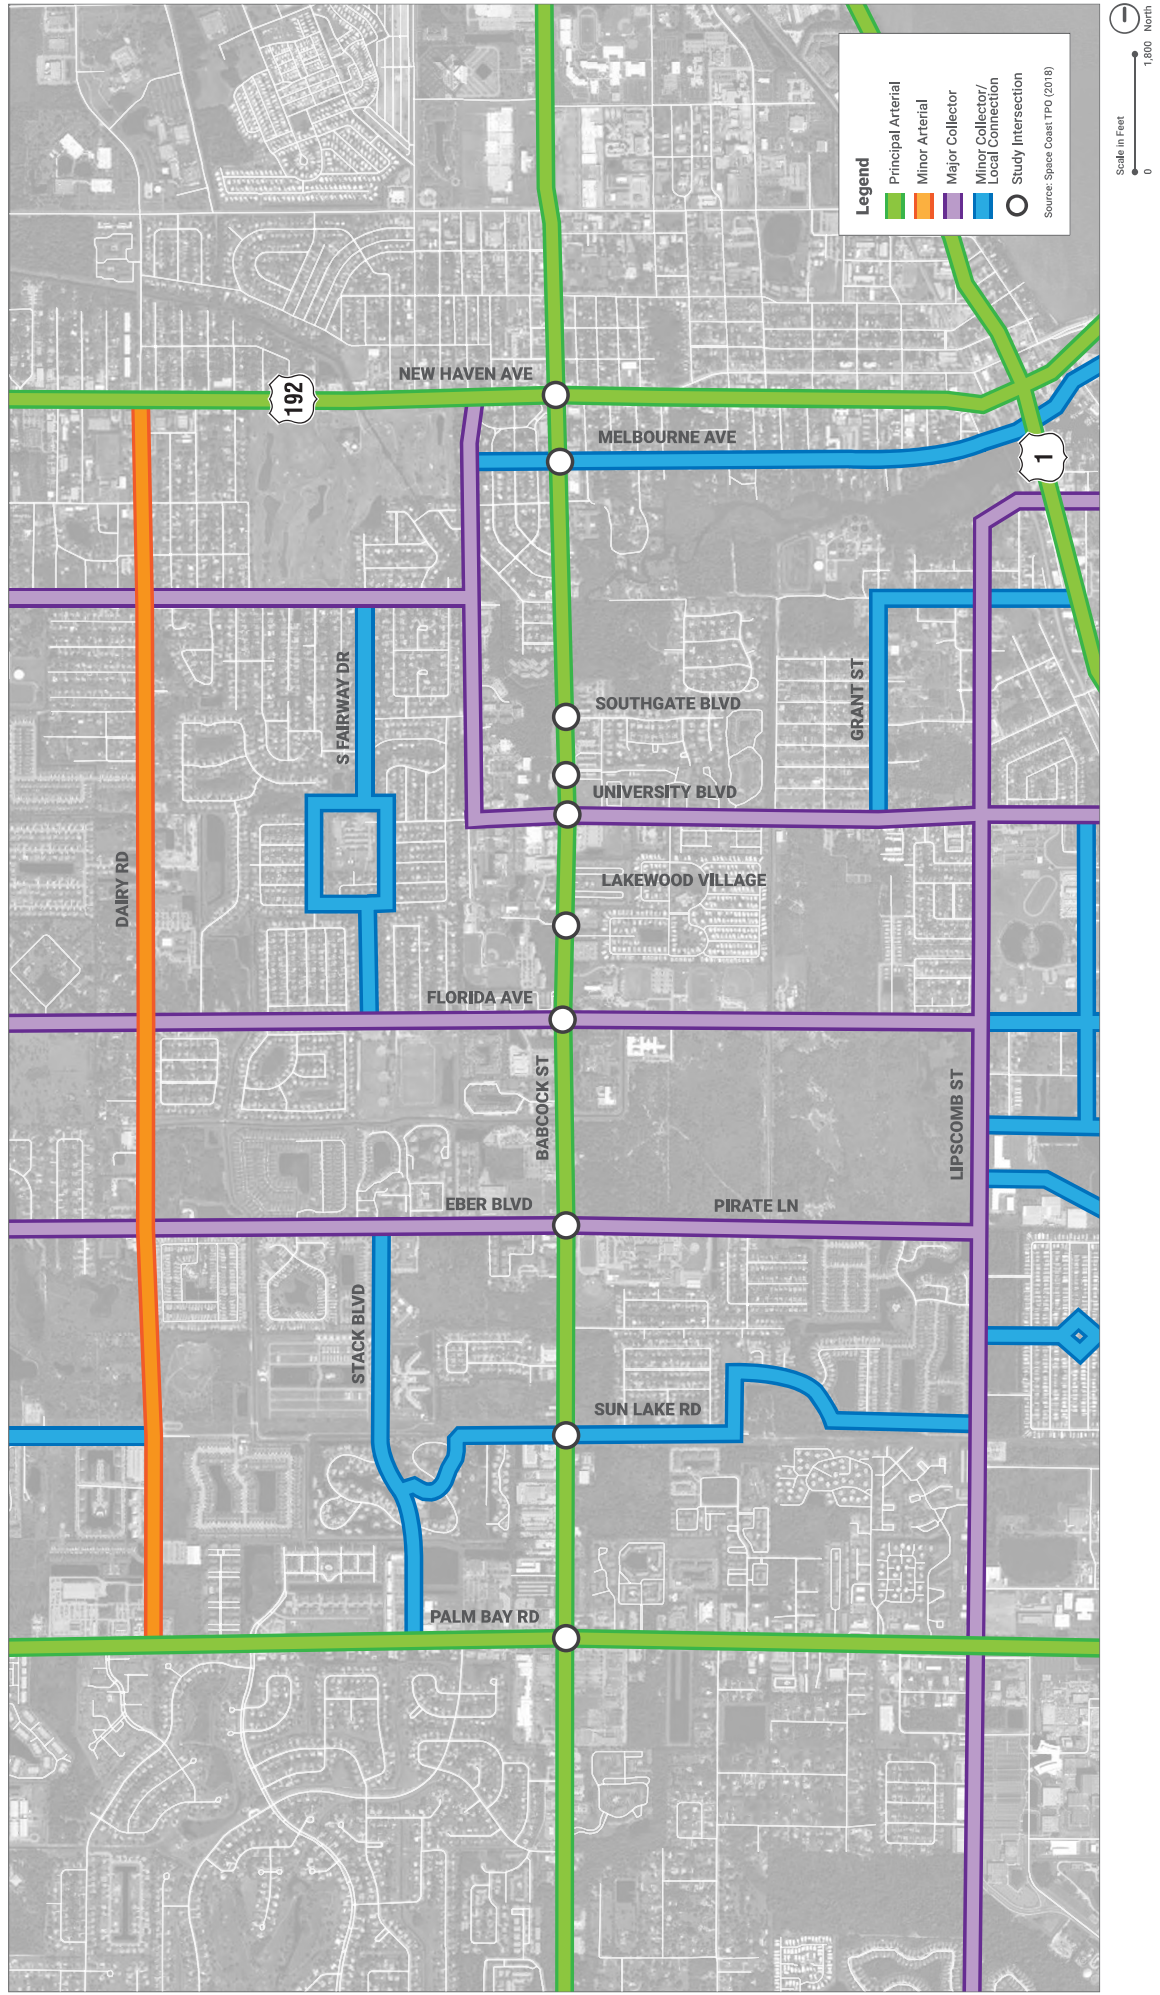 NEW HAVEN AVE
192
MELBOURNE AVE
1
S FAIRWAY DR
SOUTHGATE BLVD
GRANT ST
UNIVERSITY BLVD
DAIRY RD
LAKEWOOD VILLAGE
FLORIDA AVE
BABCOCK ST
LIPSCOMB ST
EBER BLVD
PIRATE LN
STACK BLVD
SUN LAKE RD
PALM BAY RD
Legend
Principal Arterial
Minor Arterial
Major Collector
Minor Collector/
Local Connection
Study Intersection
Source: Space Coast TPO (2018)
Scale in Feet
0 1,800
North